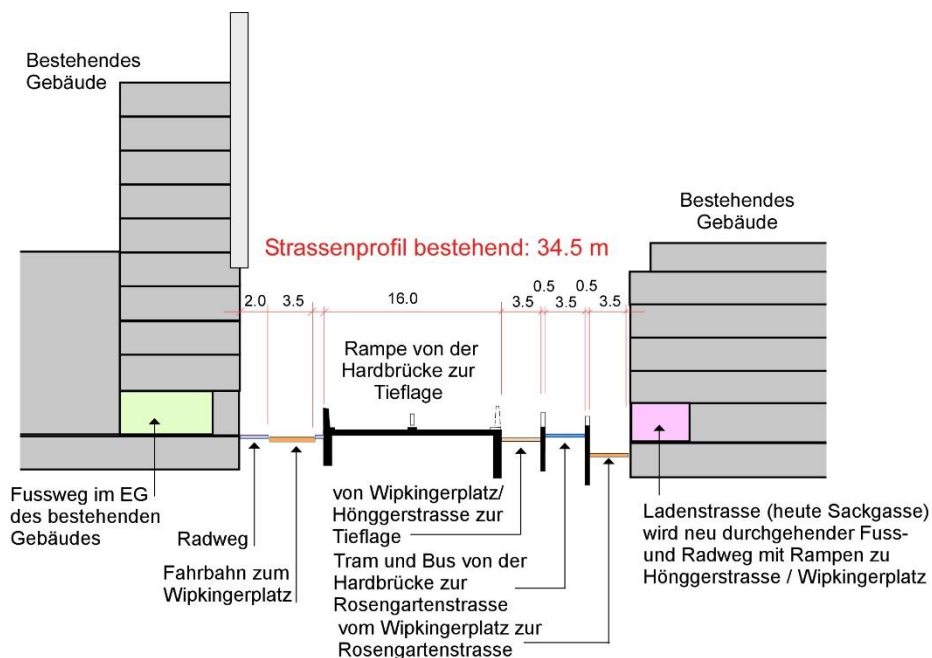 Bestehendes
Gebäude
Bestehendes
Gebäude
Strassenprofil bestehend: 34.5 m
2.0 3.5 16.0 3.5 0.5 3.5 0.5 3.5
Rampe von der
Hardbrücke zur
Tieflage
Fussweg im EG
des bestehenden
Gebäudes
Radweg
Fahrbahn zum
Wipkingerplatz
von Wipkingerplatz/
Hönggerstrasse zur
Tieflage
Tram und Bus von der
Hardbrücke zur
Rosengartenstrasse
vom Wipkingerplatz zur
Rosengartenstrasse
Ladenstrasse (heute Sackgasse)
wird neu durchgehender Fuss-
und Radweg mit Rampen zu
Hönggerstrasse / Wipkingplatz